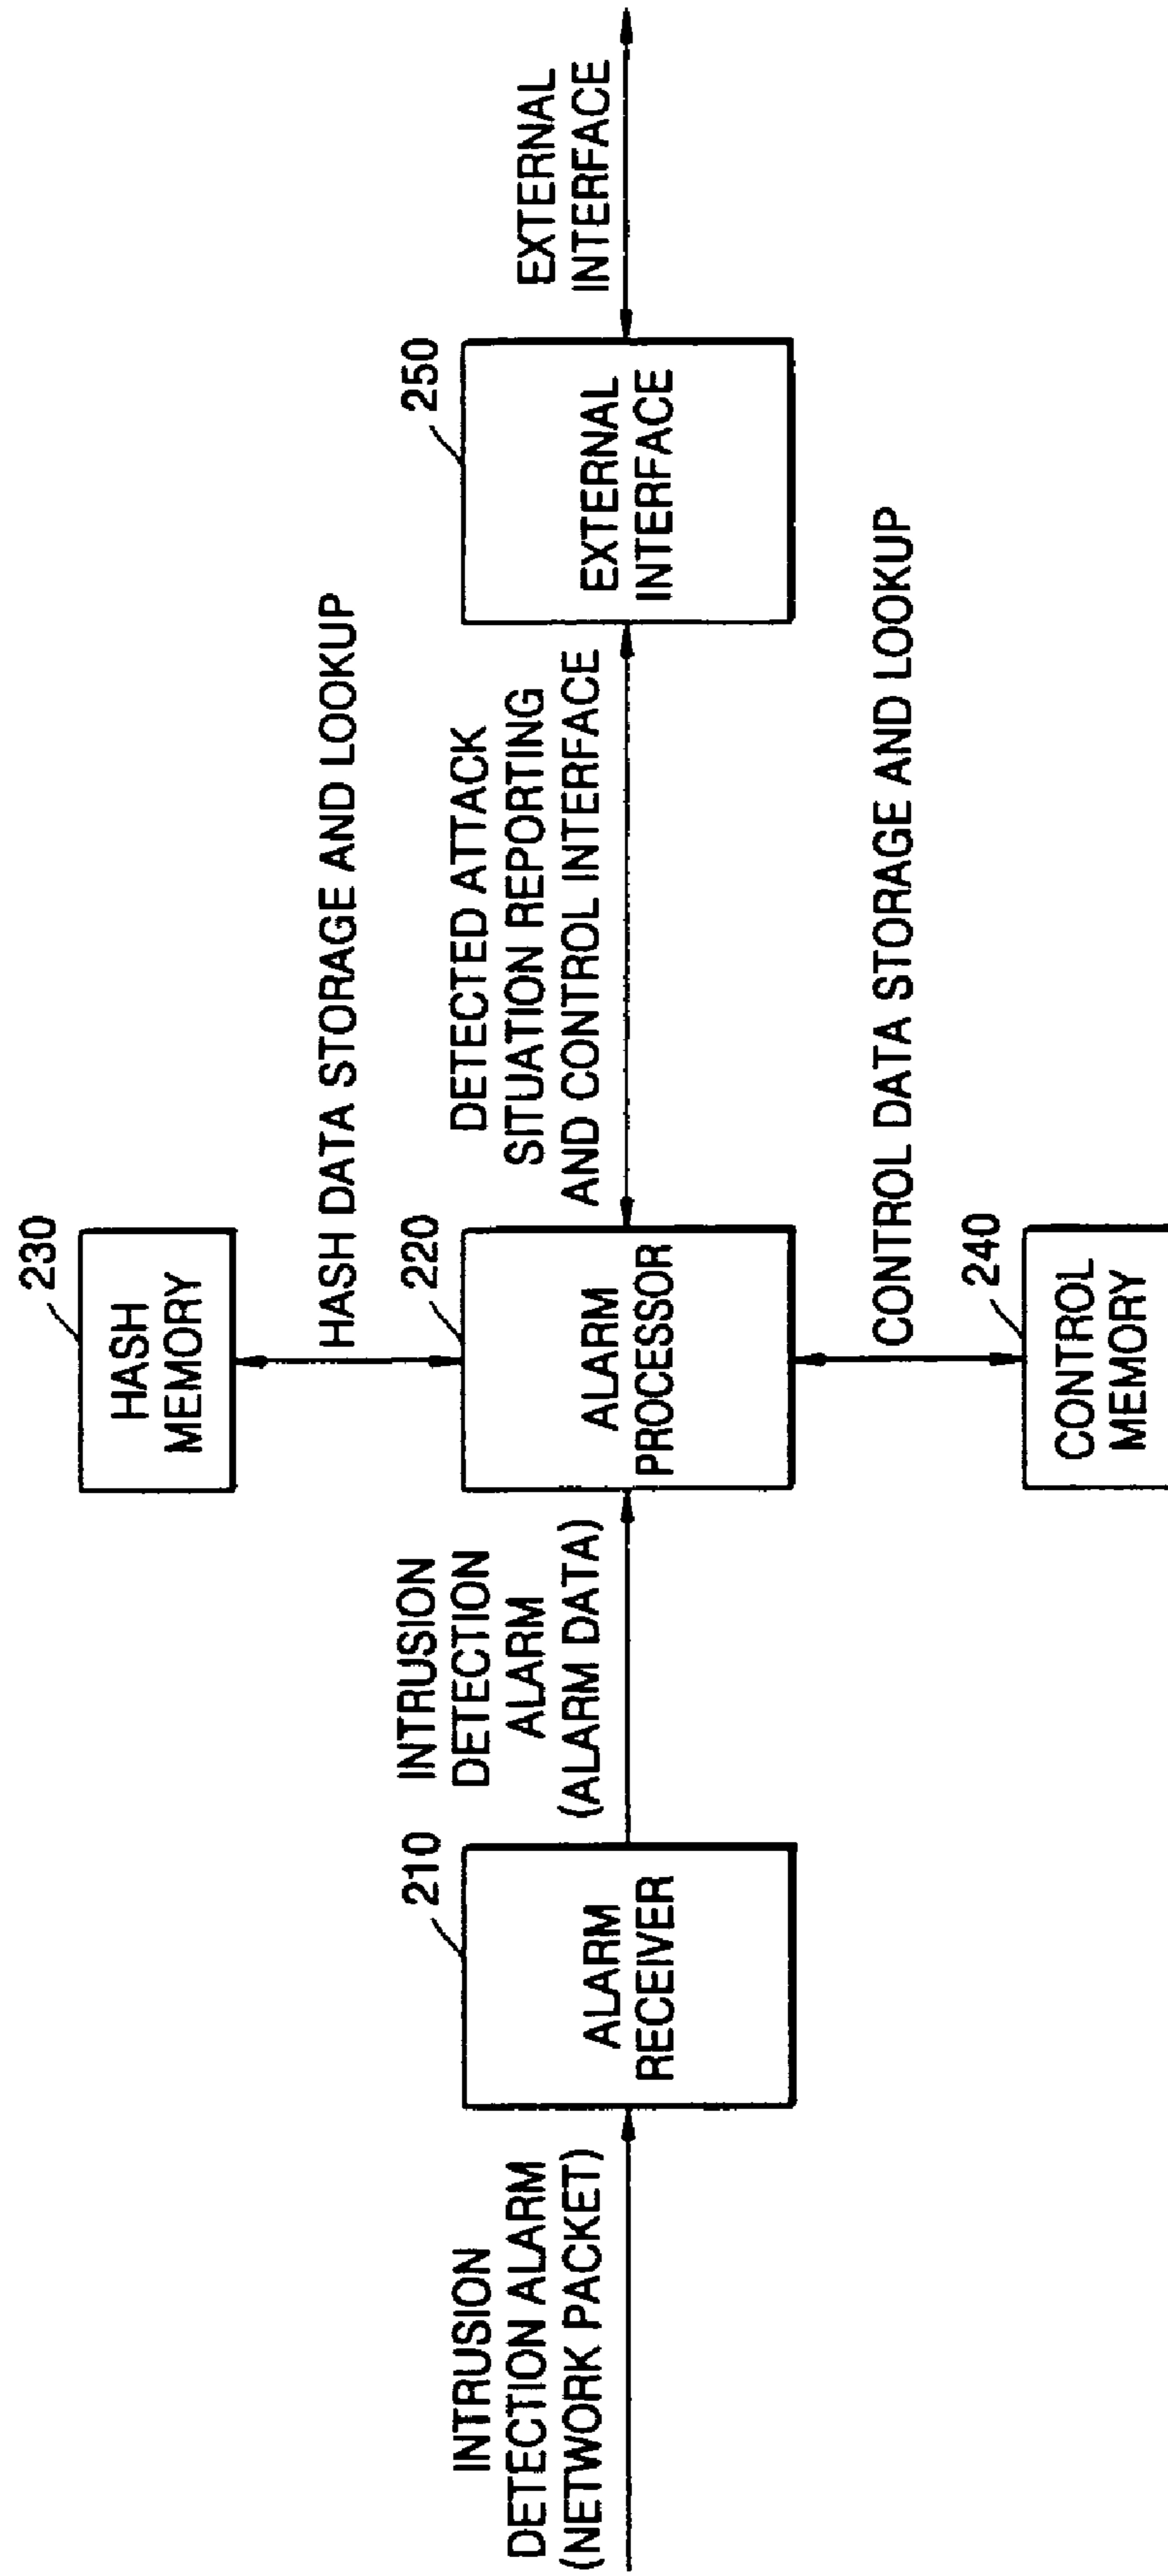 230
HASH
MEMORY
HASH DATA STORAGE AND LOOKUP
INTRUSION
DETECTION ALARM
(NETWORK PACKET)
210
ALARM
RECEIVER
INTRUSION
DETECTION
ALARM
(ALARM DATA)
220
ALARM
PROCESSOR
DETECTED ATTACK
SITUATION REPORTING
AND CONTROL INTERFACE
250
EXTERNAL
INTERFACE
EXTERNAL
INTERFACE
CONTROL DATA STORAGE AND LOOKUP
240
CONTROL
MEMORY